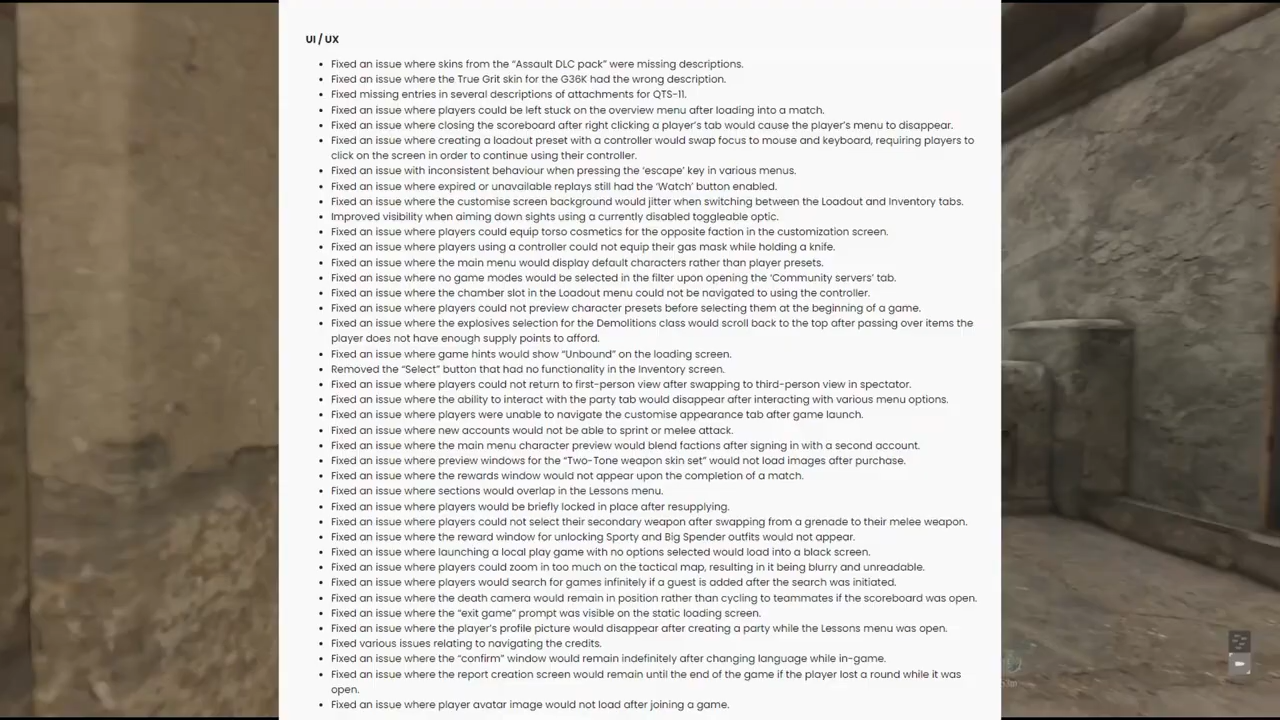 UI / UX
• Fixed an issue where skins from the “Assault DLC pack” were missing descriptions.
• Fixed an issue where the True Grit skin for the G36K had the wrong description.
• Fixed missing entries in several descriptions of attachments for QTS-11.
• Fixed an issue where players could be left stuck on the overview menu after loading into a match.
• Fixed an issue where closing the scoreboard after right clicking a player’s tab would cause the player’s menu to disappear.
• Fixed an issue where creating a loadout preset with a controller would swap focus to mouse and keyboard, requiring players to
click on the screen in order to continue using their controller.
• Fixed an issue with inconsistent behaviour when pressing the ‘escape’ key in various menus.
• Fixed an issue where expired or unavailable replays still had the ‘Watch’ button enabled.
• Fixed an issue where the customise screen background would jitter when switching between the Loadout and Inventory tabs.
• Improved visibility when aiming down sights using a currently disabled toggleable optic.
• Fixed an issue where players could equip torso cosmetics for the opposite faction in the customization screen.
• Fixed an issue where players using a controller could not equip their gas mask while holding a knife.
• Fixed an issue where the main menu would display default characters rather than player presets.
• Fixed an issue where no game modes would be selected in the filter upon opening the ‘Community servers’ tab.
• Fixed an issue where the chamber slot in the Loadout menu could not be navigated to using the controller.
• Fixed an issue where players could not preview character presets before selecting them at the beginning of a game.
• Fixed an issue where the explosives selection for the Demolitions class would scroll back to the top after passing over items the
player does not have enough supply points to afford.
• Fixed an issue where game hints would show “Unbound” on the loading screen.
• Removed the “Select” button that had no functionality in the Inventory screen.
• Fixed an issue where players could not return to first-person view after swapping to third-person view in spectator.
• Fixed an issue where the ability to interact with the party tab would disappear after interacting with various menu options.
• Fixed an issue where players were unable to navigate the customise appearance tab after game launch.
• Fixed an issue where new accounts would not be able to sprint or melee attack.
• Fixed an issue where the main menu character preview would blend factions after signing in with a second account.
• Fixed an issue where preview windows for the “Two-Tone weapon skin set” would not load images after purchase.
• Fixed an issue where the rewards window would not appear upon the completion of a match.
• Fixed an issue where sections would overlap in the Lessons menu.
• Fixed an issue where players would be briefly locked in place after resupplying.
• Fixed an issue where players could not select their secondary weapon after swapping from a grenade to their melee weapon.
• Fixed an issue where the reward window for unlocking Sporty and Big Spender outfits would not appear.
• Fixed an issue where launching a local play game with no options selected would load into a black screen.
• Fixed an issue where players could zoom in too much on the tactical map, resulting in it being blurry and unreadable.
• Fixed an issue where players would search for games infinitely if a guest is added after the search was initiated.
• Fixed an issue where the death camera would remain in position rather than cycling to teammates if the scoreboard was open.
• Fixed an issue where the “exit game” prompt was visible on the static loading screen.
• Fixed an issue where the player’s profile picture would disappear after creating a party while the Lessons menu was open.
• Fixed various issues relating to navigating the credits.
• Fixed an issue where the “confirm” window would remain indefinitely after changing language while in-game.
• Fixed an issue where the report creation screen would remain until the end of the game if the player lost a round while it was
open.
• Fixed an issue where player avatar image would not load after joining a game.